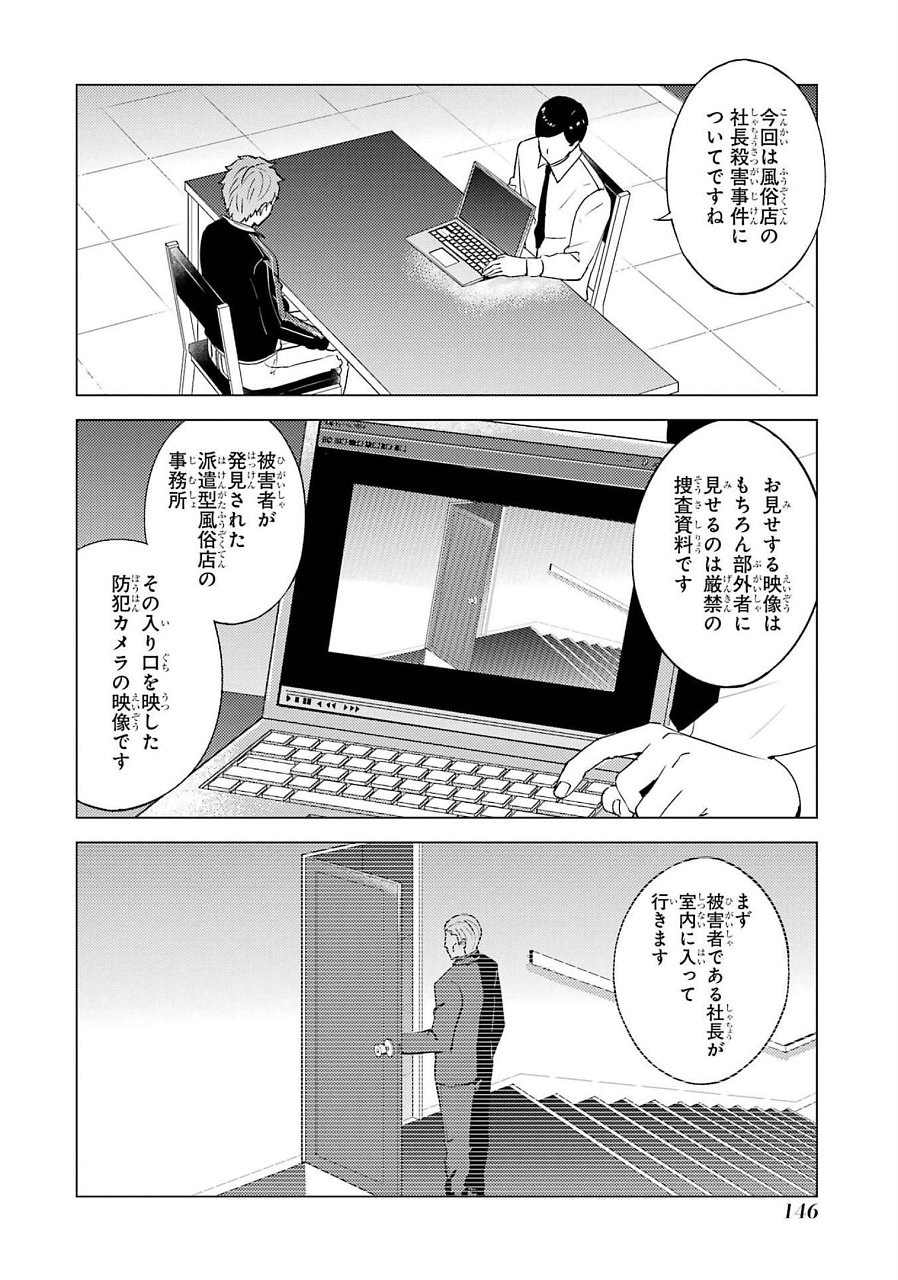 今回は風俗店の
社長殺害事件に
ついてですね
お見せする映像は
もちろん部外者に
見せるのは厳禁の
捜査資料です
被害者が
発見された
派遣型風俗店の
事務所
その入り口を映した
防犯カメラの映像です
まず
被害者である社長が
室内に入って
行きます
146